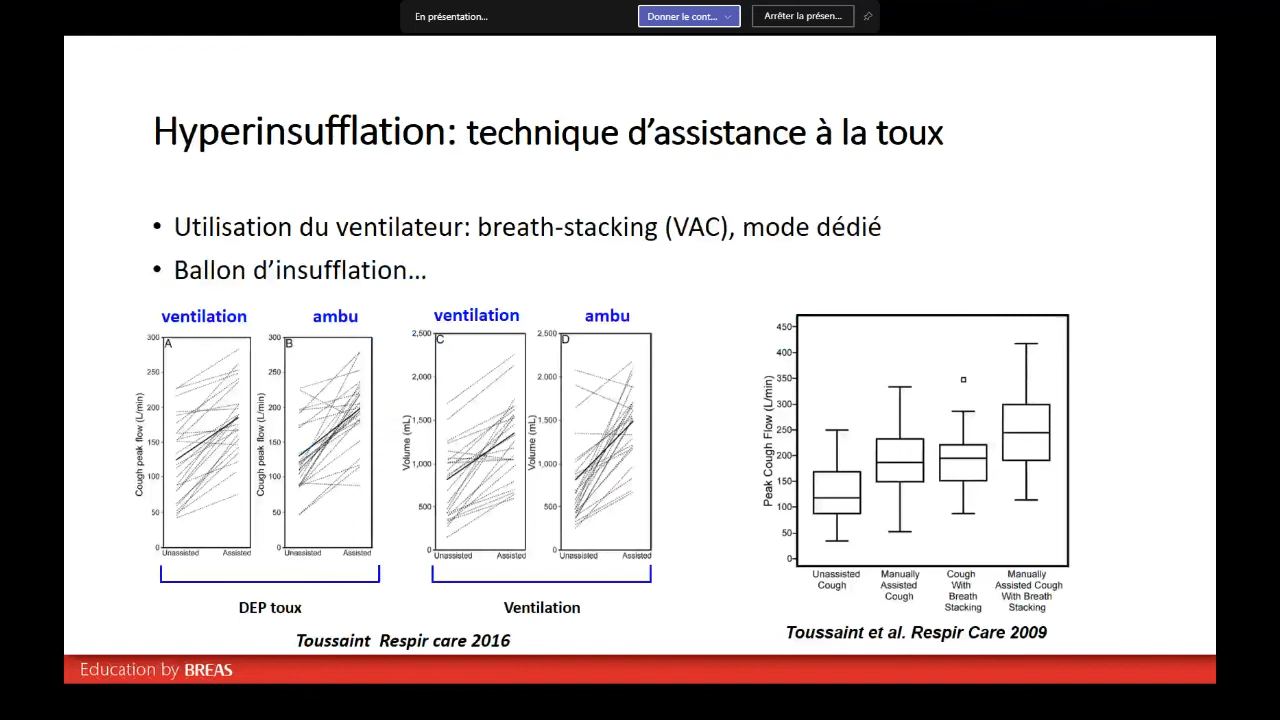 En présentation...
Donner le cont...
Arrêter la présen...
Hyperinsufflation: technique d’assistance à la toux
• Utilisation du ventilateur: breath-stacking (VAC), mode dédié
• Ballon d’insufflation...
ventilation
ambu
ventilation
ambu
A
Cough peak flow (L/min)
300
250
200
150
100
50
0
Unassisted
Assisted
B
Cough peak flow (L/min)
300
250
200
150
100
50
0
Unassisted
Assisted
C
Volume (mL)
2,500
2,000
1,500
1,000
500
0
Unassisted
Assisted
D
Volume (mL)
2,500
2,000
1,500
1,000
500
0
Unassisted
Assisted
DEP toux
Ventilation
Toussaint Respir care 2016
Peak Cough Flow (L/min)
450
400
350
300
250
200
150
100
50
0
Unassisted
Cough
Manually
Assisted
Cough
Cough
With
Breath
Stacking
Manually
Assisted Cough
With Breath
Stacking
Toussaint et al. Respir Care 2009
Education by BREAS